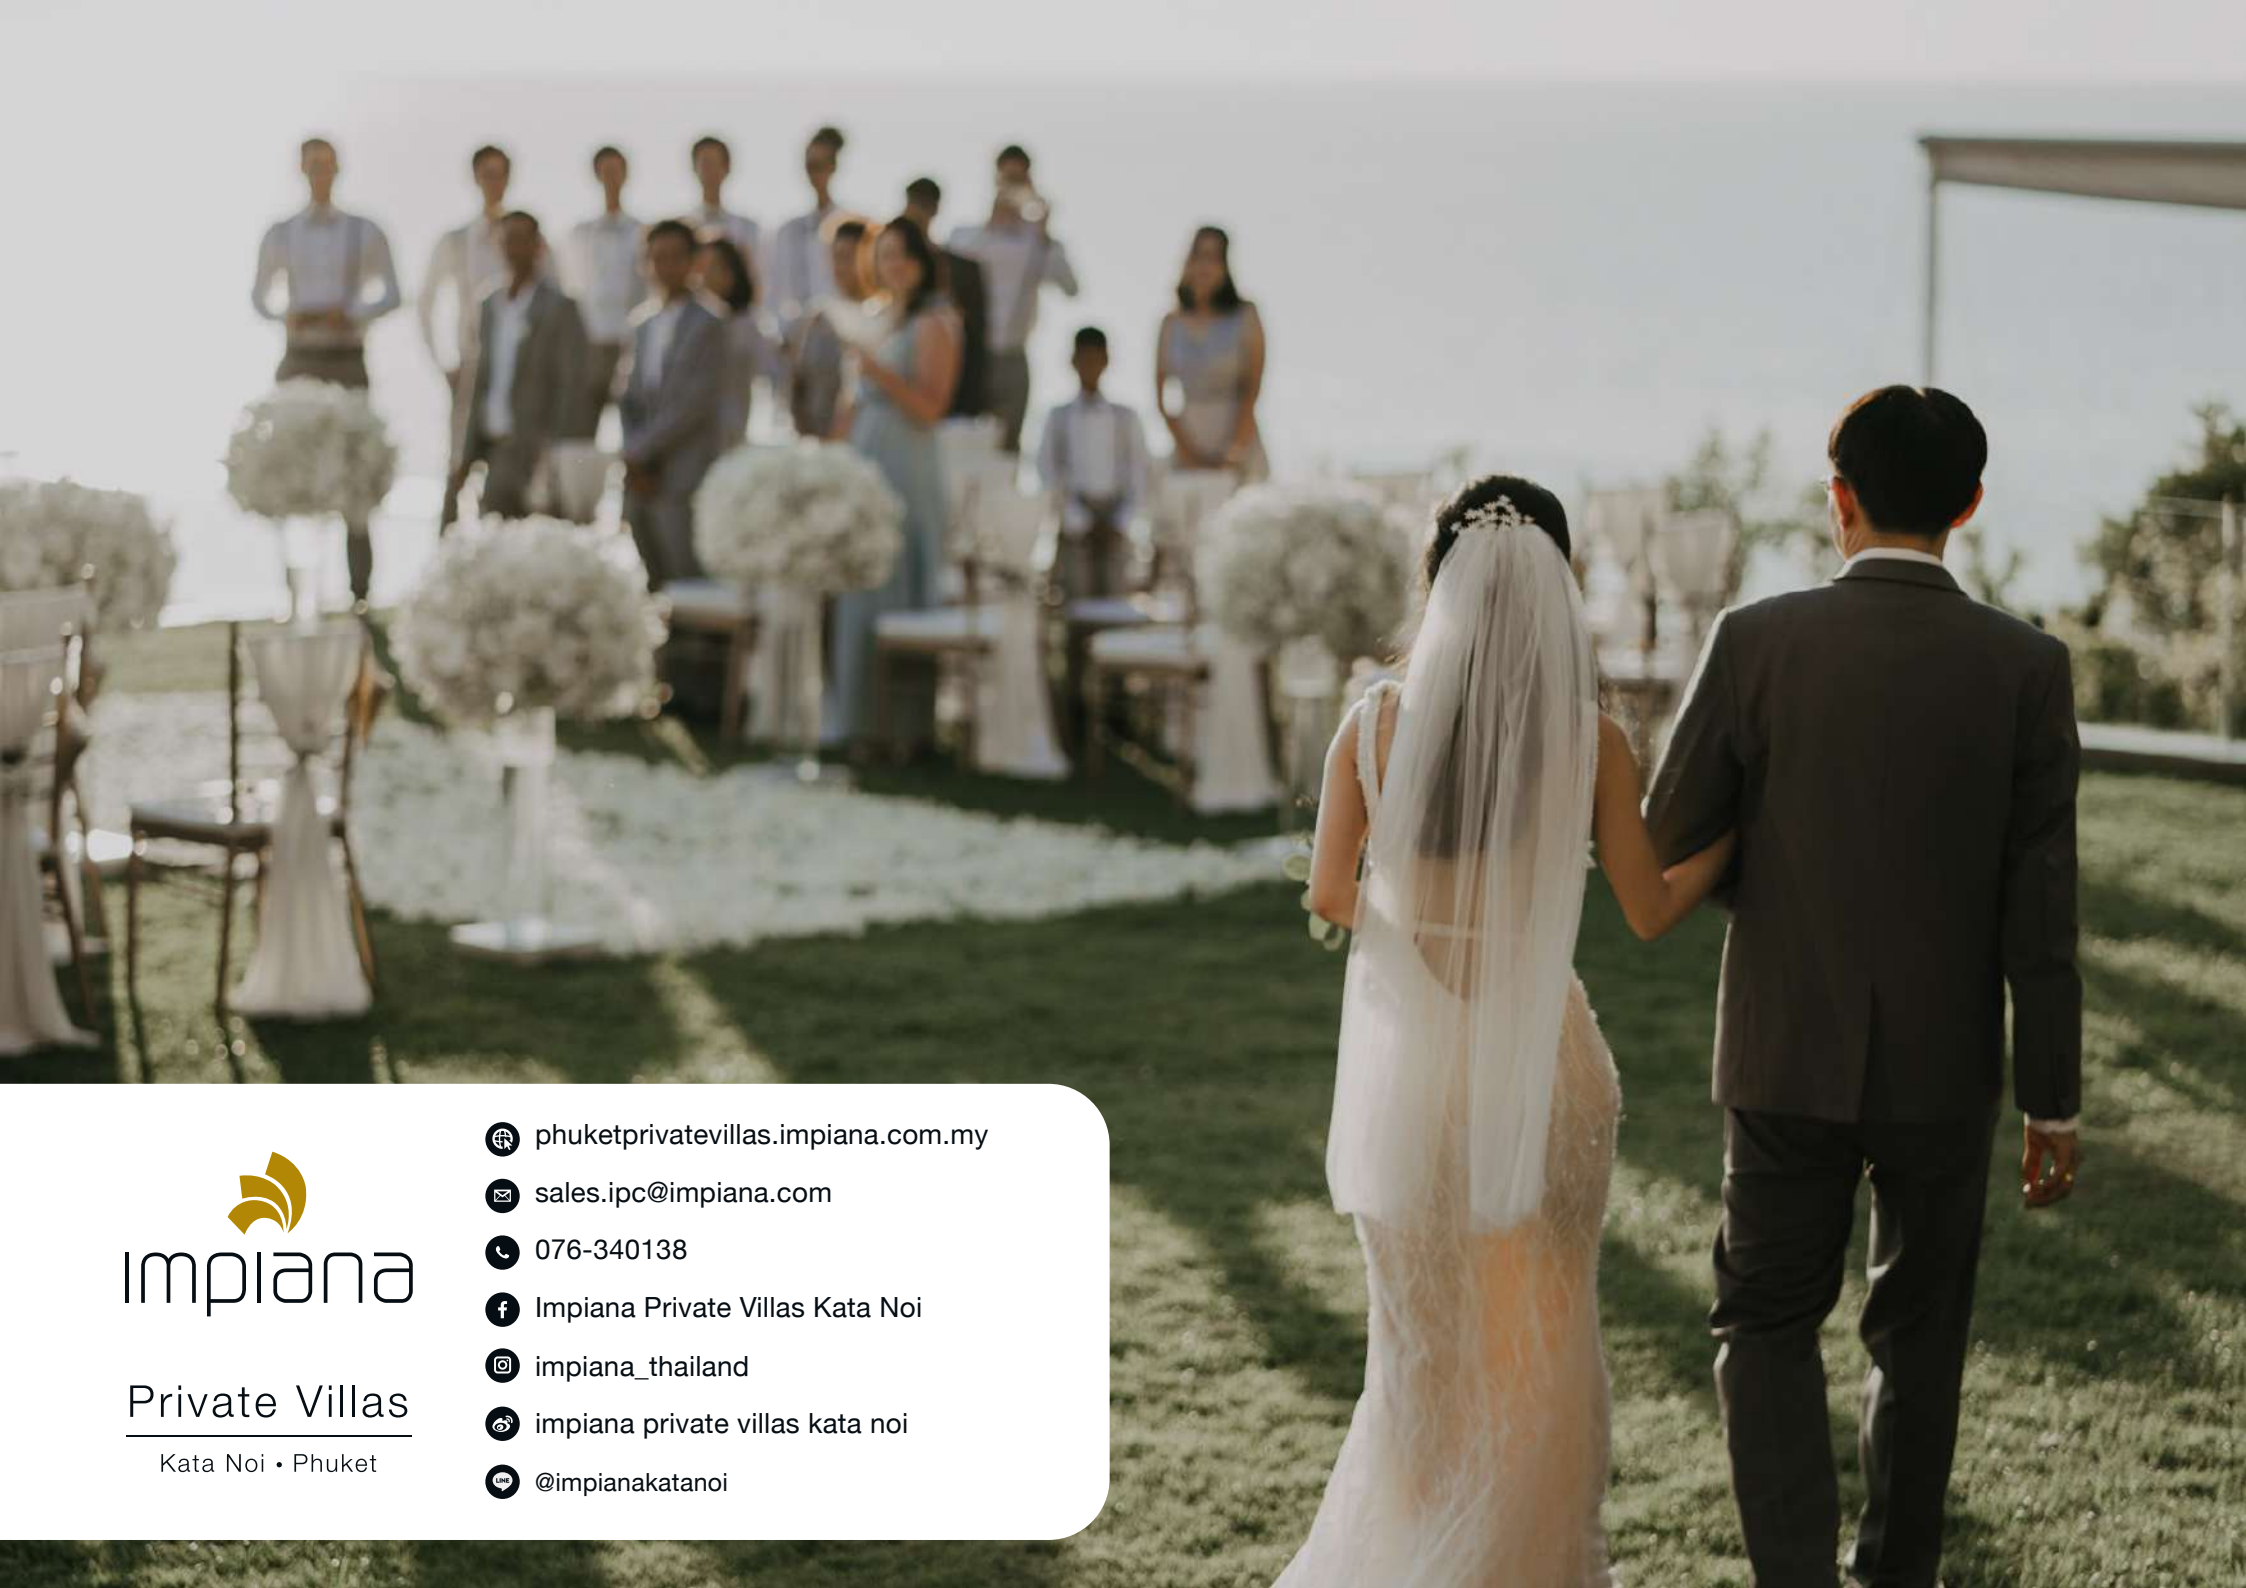 impiana
Private Villas
Kata Noi • Phuket
phuketprivatevillas.impiana.com.my
sales.ipc@impiana.com
076-340138
Impiana Private Villas Kata Noi
impiana_thailand
impiana private villas kata noi
LINE
@impianakatanoi